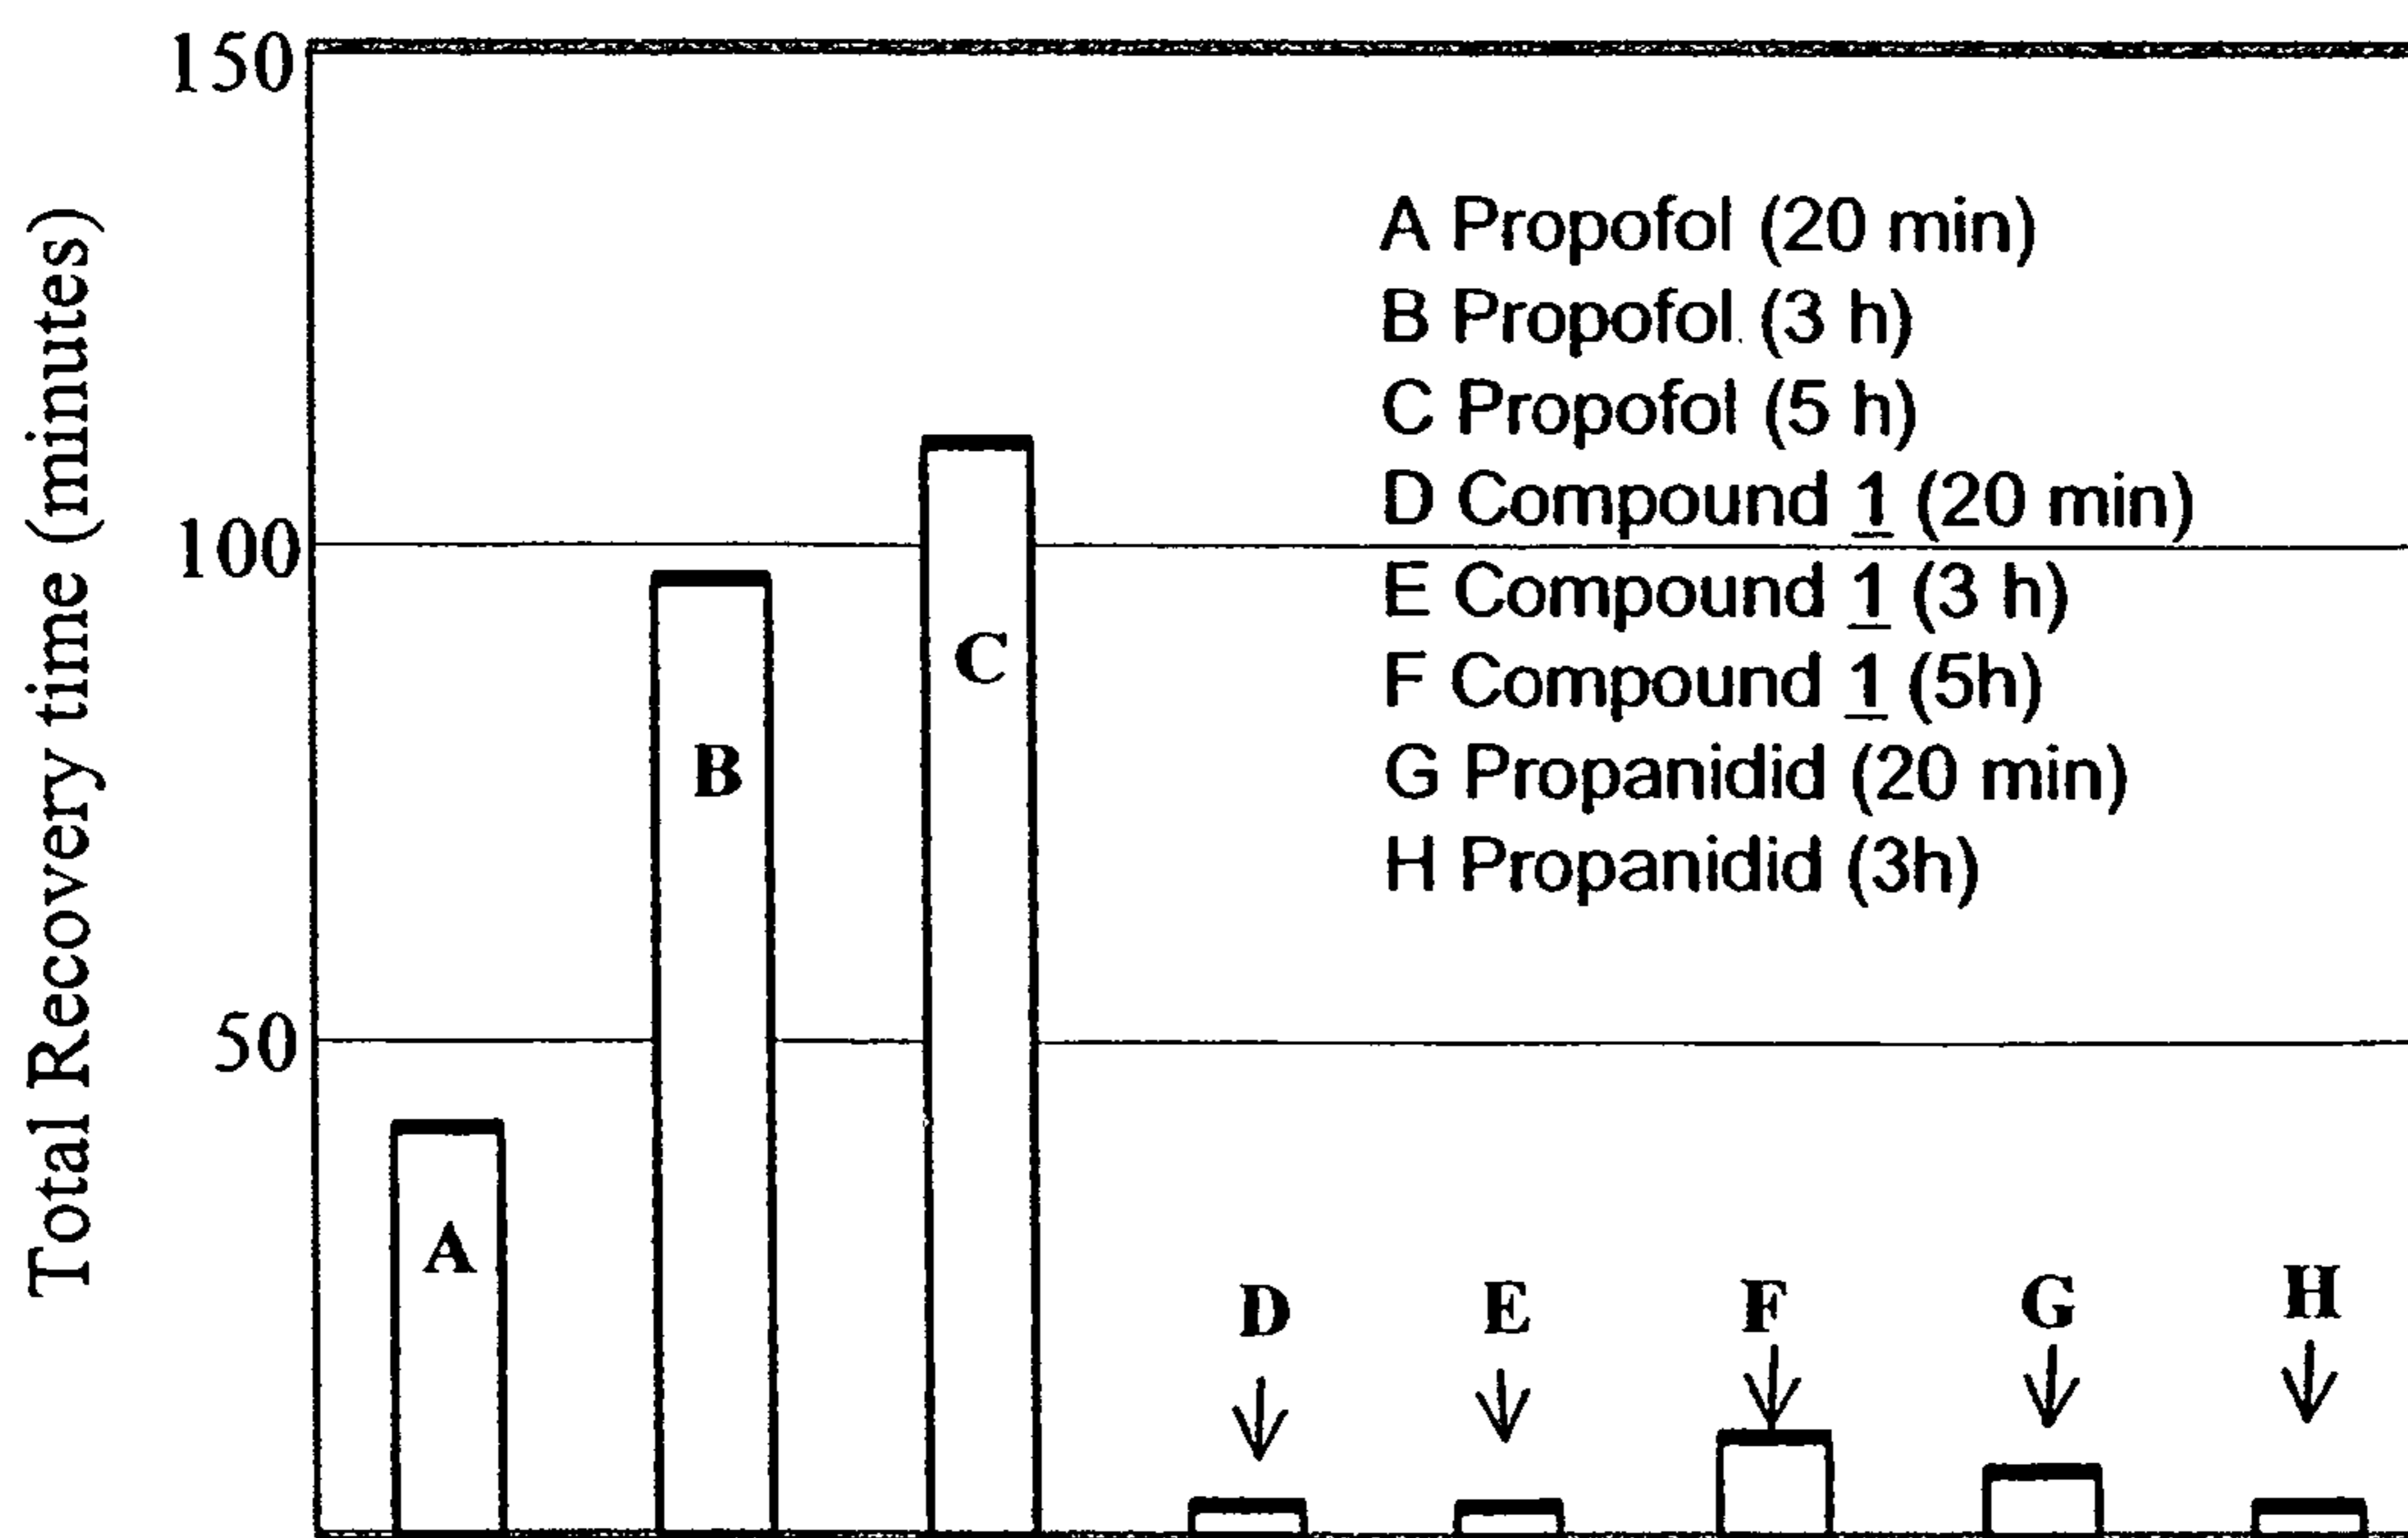 Total Recovery time (minutes)
150
100
50
A Propofol (20 min)
B Propofol (3 h)
C Propofol (5 h)
D Compound 1 (20 min)
E Compound 1 (3 h)
F Compound 1 (5h)
G Propanidid (20 min)
H Propanidid (3h)
A
B
C
D
E
F
G
H